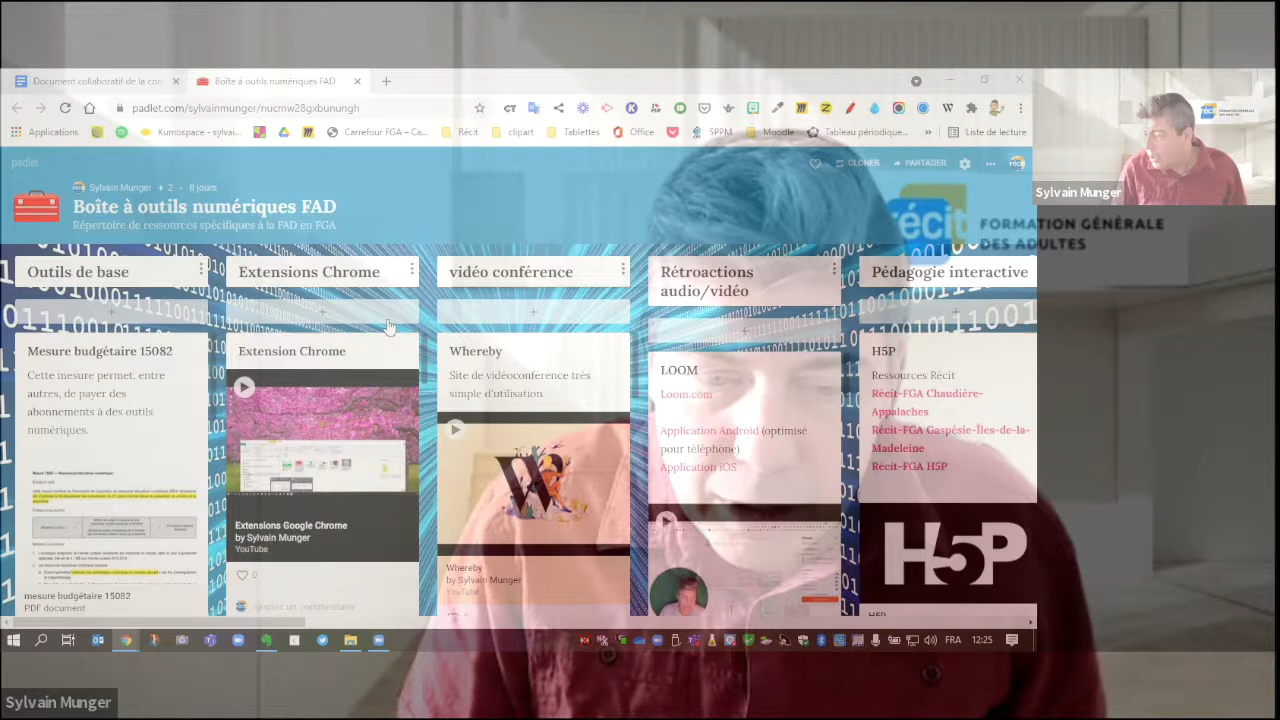 Document collaboratif de la con
Boîte à outils numériques FAD
padlet.com/sylvainmunger/nucmw28gxbunungh
Applications
Kumospace - sylvai...
Carrefour FGA – Ca...
Récit
clipart
Tablettes
Office
SPPM
Moodle
Tableau périodique...
Liste de lecture
padlet
CLONER
PARTAGER
Sylvain Munger + 2 • 6 jours
Boîte à outils numériques FAD
Répertoire de ressources spécifiques à la FAD en FGA
Sylvain Munger
récit
FORMATION GÉNÉRALE
DES ADULTES
Outils de base
Mesure budgétaire 15082
Cette mesure permet, entre
autres, de payer des
abonnements à des outils
numériques.
mesure budgétaire 15082
PDF document
Extensions Chrome
Extension Chrome
Extensions Google Chrome
by Sylvain Munger
YouTube
0
Ajouter un commentaire
vidéo conférence
Whereby
Site de vidéoconférence très
simple d'utilisation.
Whereby
by Sylvain Munger
YouTube
Rétroactions
audio/vidéo
LOOM
Loom.com
Application Android (optimisé
pour téléphone)
Application iOS
Pédagogie interactive
H5P
Ressources Récit
Récit-FGA Chaudière-
Appalaches
Récit-FGA Gaspésie-Îles-de-la-
Madeleine
Récit-FGA H5P
H5P
H5P
FRA
12:25
Sylvain Munger